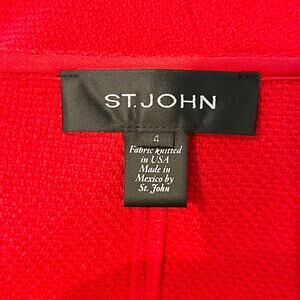 ST. JOHN
4
Fabric knitted
in USA
Made in
Mexico by
St. John